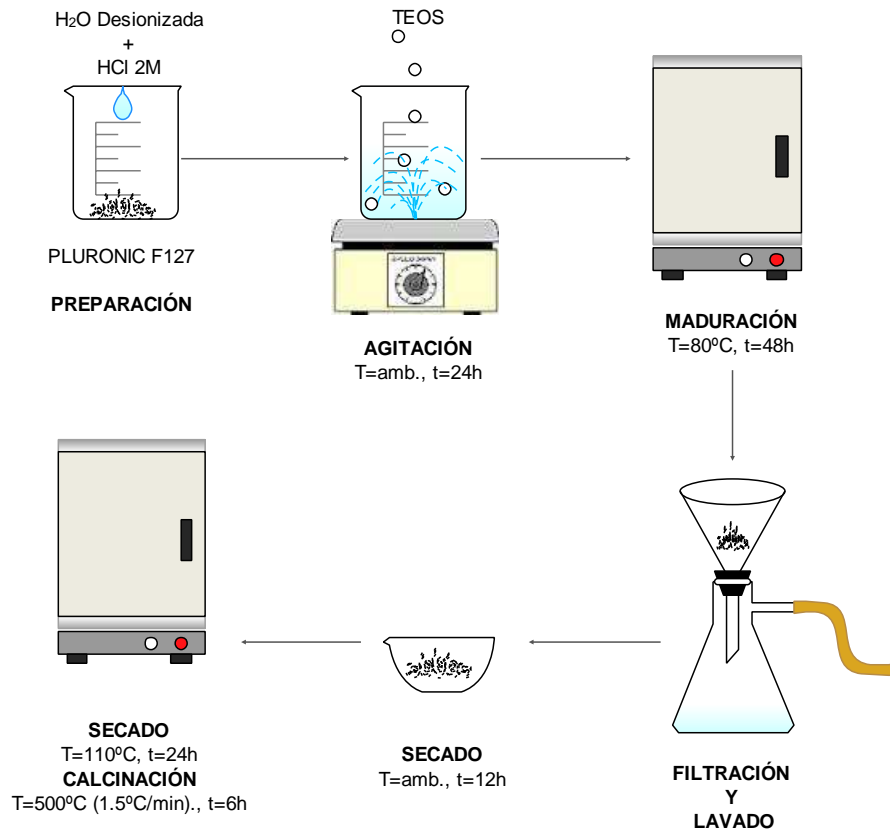 H₂O Desionizada
+
HCl 2M
PLURONIC F127
PREPARACIÓN
TEOS
AGITACIÓN
T=amb., t=24h
MADURACIÓN
T=80ºC, t=48h
FILTRACIÓN
Y
LAVADO
SECADO
T=amb., t=12h
SECADO
T=110ºC, t=24h
CALCINACIÓN
T=500ºC (1.5ºC/min)., t=6h